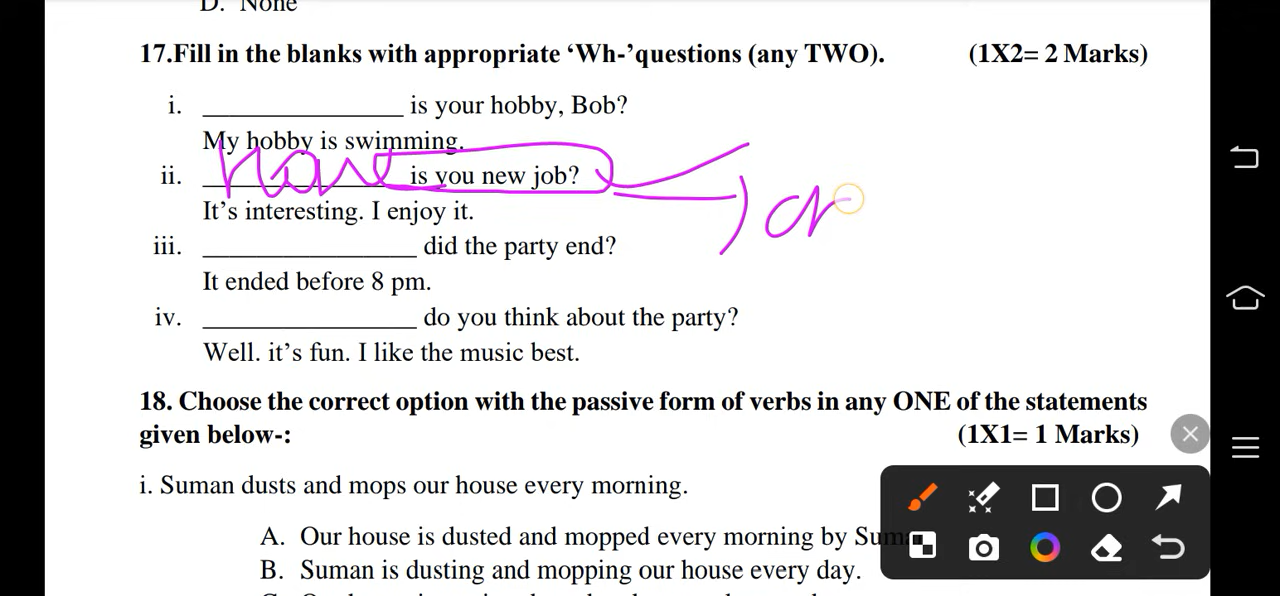 D. None
17.Fill in the blanks with appropriate ‘Wh-’questions (any TWO). (1X2= 2 Marks)
i. _______________ is your hobby, Bob?
My hobby is swimming.
ii. _______________ is you new job?
It’s interesting. I enjoy it.
iii. ________________ did the party end?
It ended before 8 pm.
iv. ________________ do you think about the party?
Well. it’s fun. I like the music best.
18. Choose the correct option with the passive form of verbs in any ONE of the statements
given below-: (1X1= 1 Marks)
i. Suman dusts and mops our house every morning.
A. Our house is dusted and mopped every morning by Suman
B. Suman is dusting and mopping our house every day.